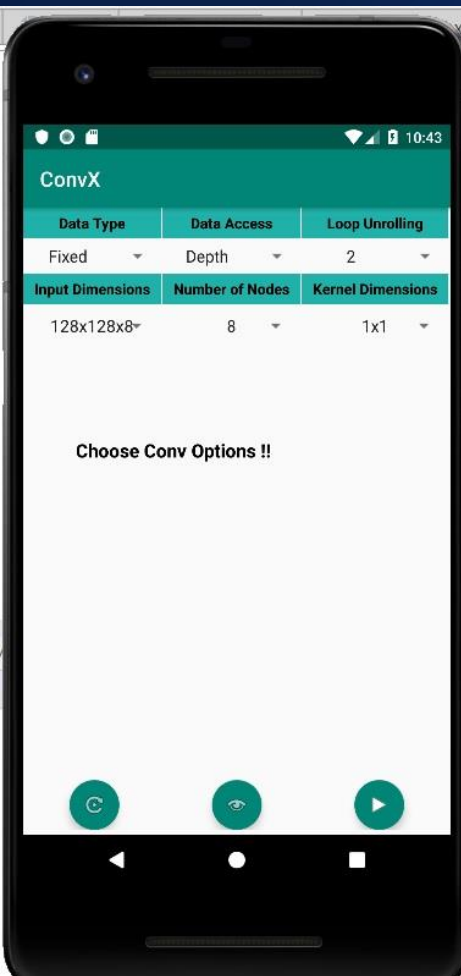 10:43
ConvX
Data Type Data Access Loop Unrolling
Fixed Depth 2
Input Dimensions Number of Nodes Kernel Dimensions
128x128x8 8 1x1
Choose Conv Options !!